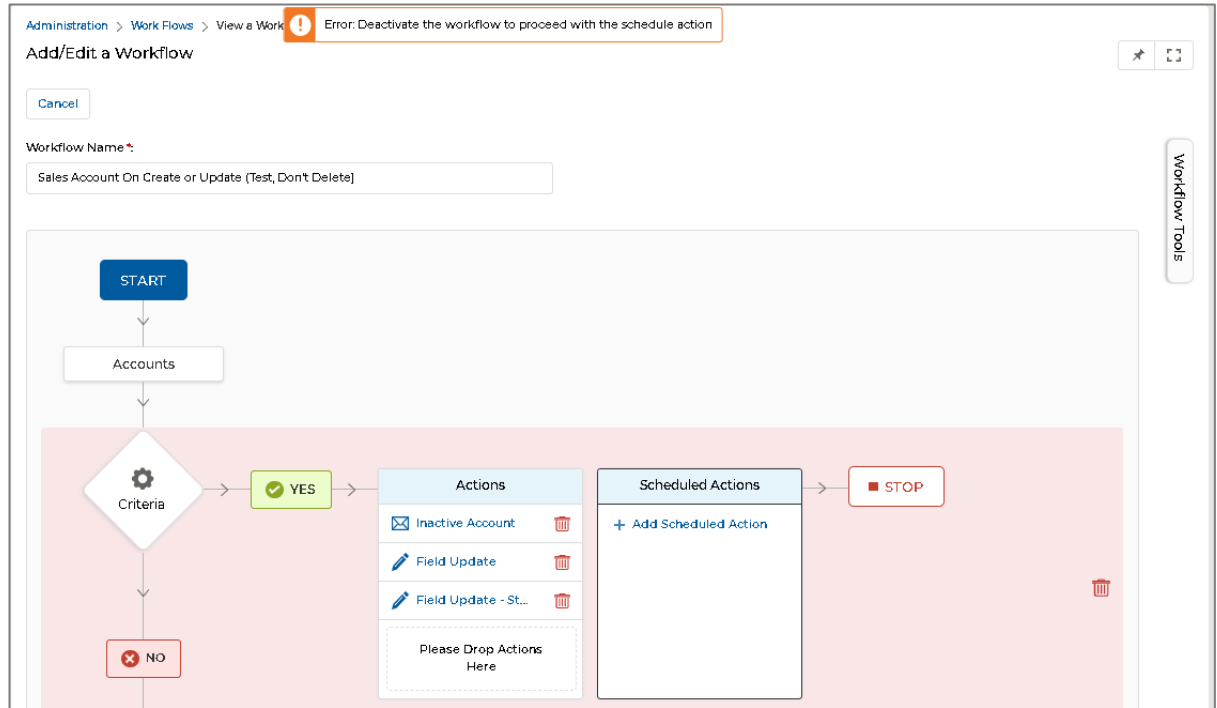 Administration > Work Flows > View a Work
Error: Deactivate the workflow to proceed with the schedule action
Add/Edit a Workflow
Cancel
Workflow Name*:
Sales Account On Create or Update (Test, Don't Delete]
Workflow Tools
START
Accounts
Criteria
YES
Actions
Inactive Account
Field Update
Field Update - St...
Please Drop Actions
Here
Scheduled Actions
+ Add Scheduled Action
STOP
NO